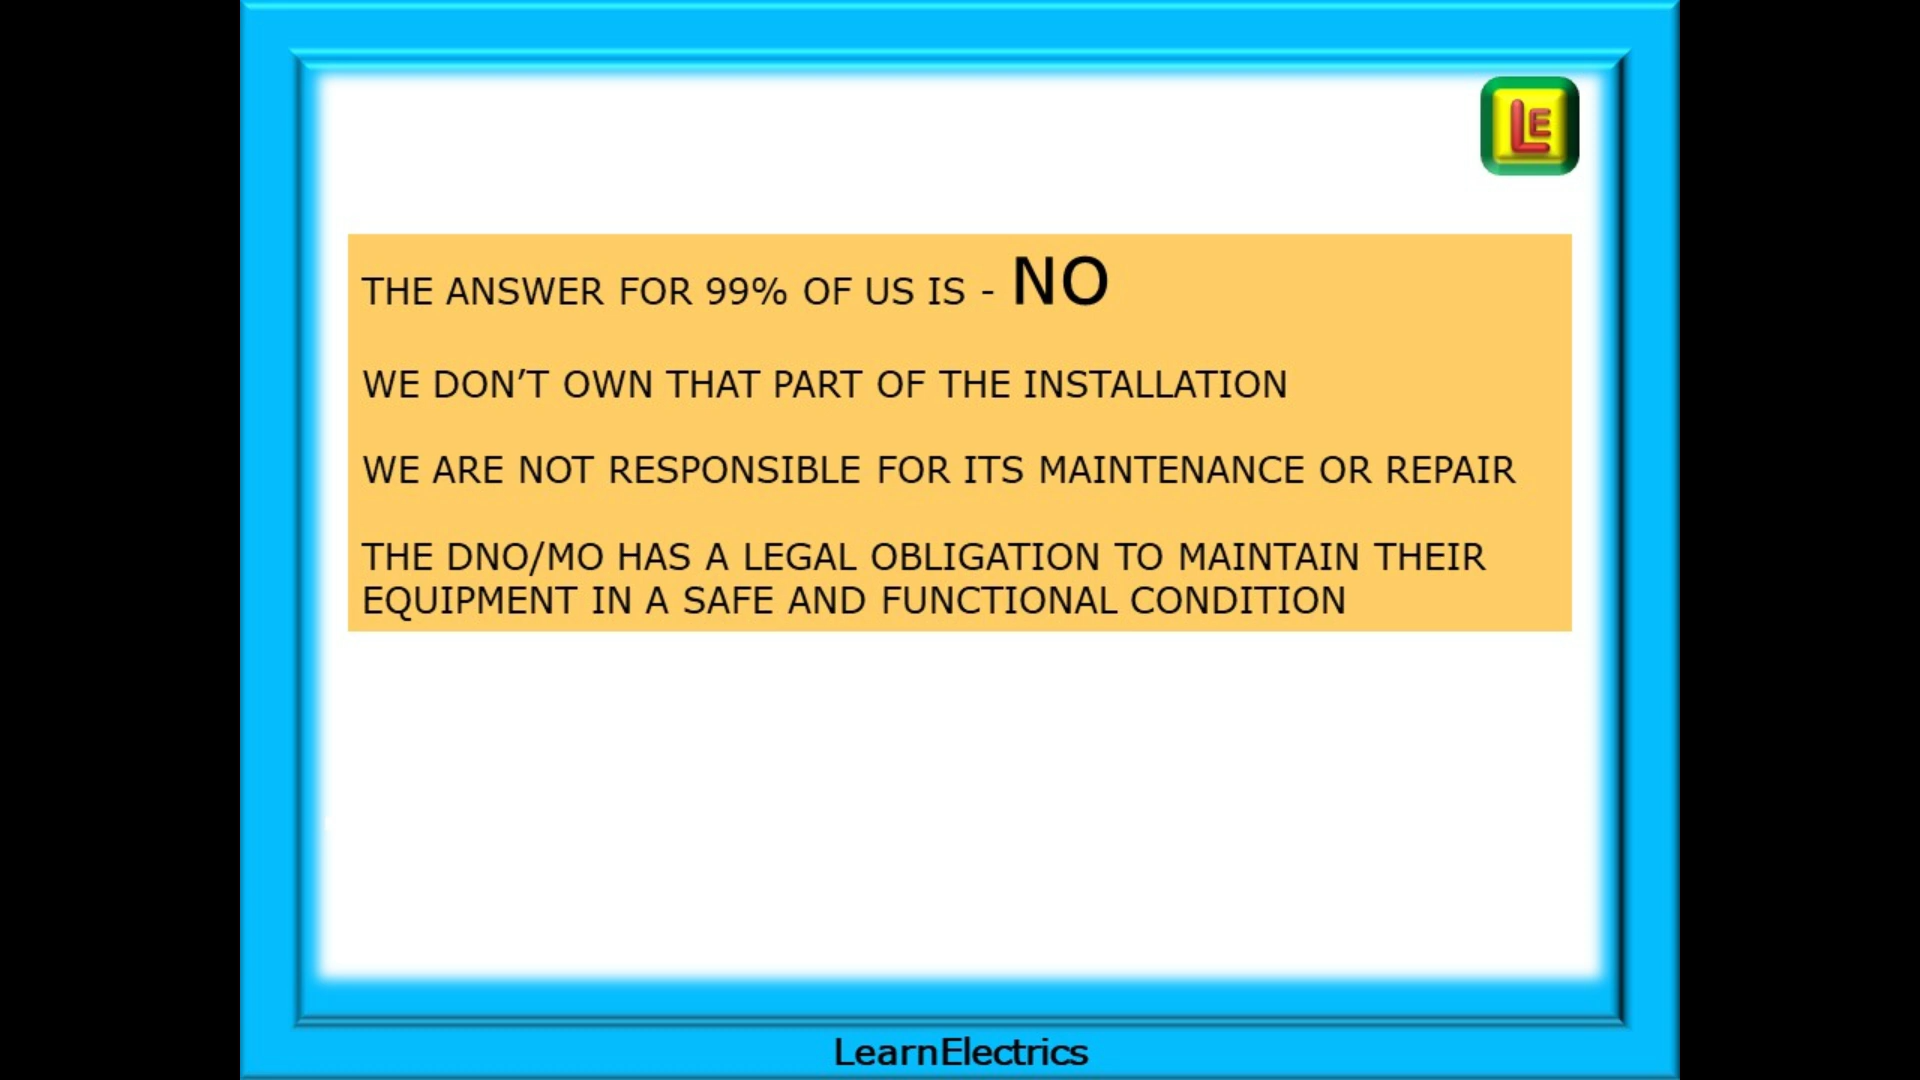 LE
THE ANSWER FOR 99% OF US IS - NO
WE DON’T OWN THAT PART OF THE INSTALLATION
WE ARE NOT RESPONSIBLE FOR ITS MAINTENANCE OR REPAIR
THE DNO/MO HAS A LEGAL OBLIGATION TO MAINTAIN THEIR
EQUIPMENT IN A SAFE AND FUNCTIONAL CONDITION
LearnElectrics